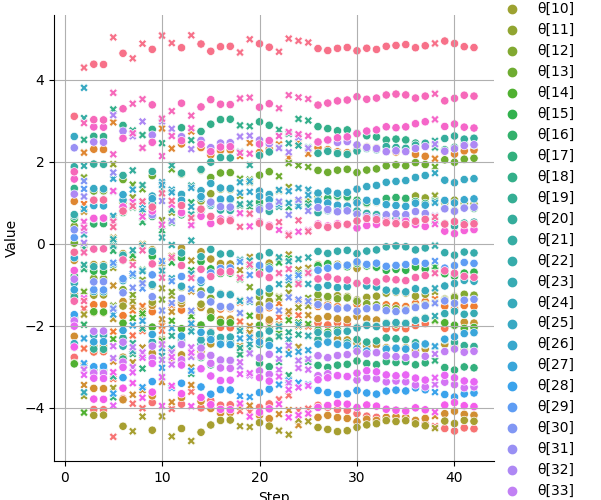 θ[10]
θ[11]
θ[12]
θ[13]
θ[14]
θ[15]
θ[16]
θ[17]
θ[18]
θ[19]
θ[20]
θ[21]
θ[22]
θ[23]
θ[24]
θ[25]
θ[26]
θ[27]
θ[28]
θ[29]
θ[30]
θ[31]
θ[32]
θ[33]
Value
4
2
0
−2
−4
0
10
20
30
40
Step